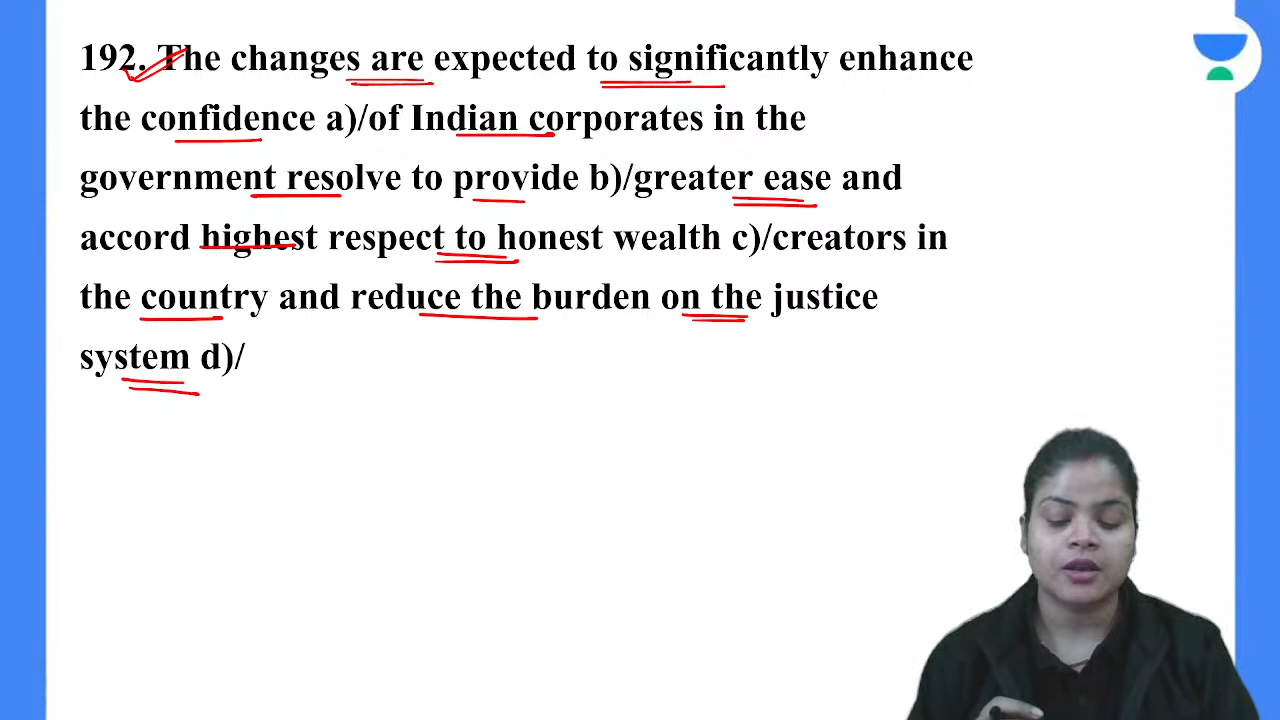 192. The changes are expected to significantly enhance
the confidence a)/of Indian corporates in the
government resolve to provide b)/greater ease and
accord highest respect to honest wealth c)/creators in
the country and reduce the burden on the justice
system d)/